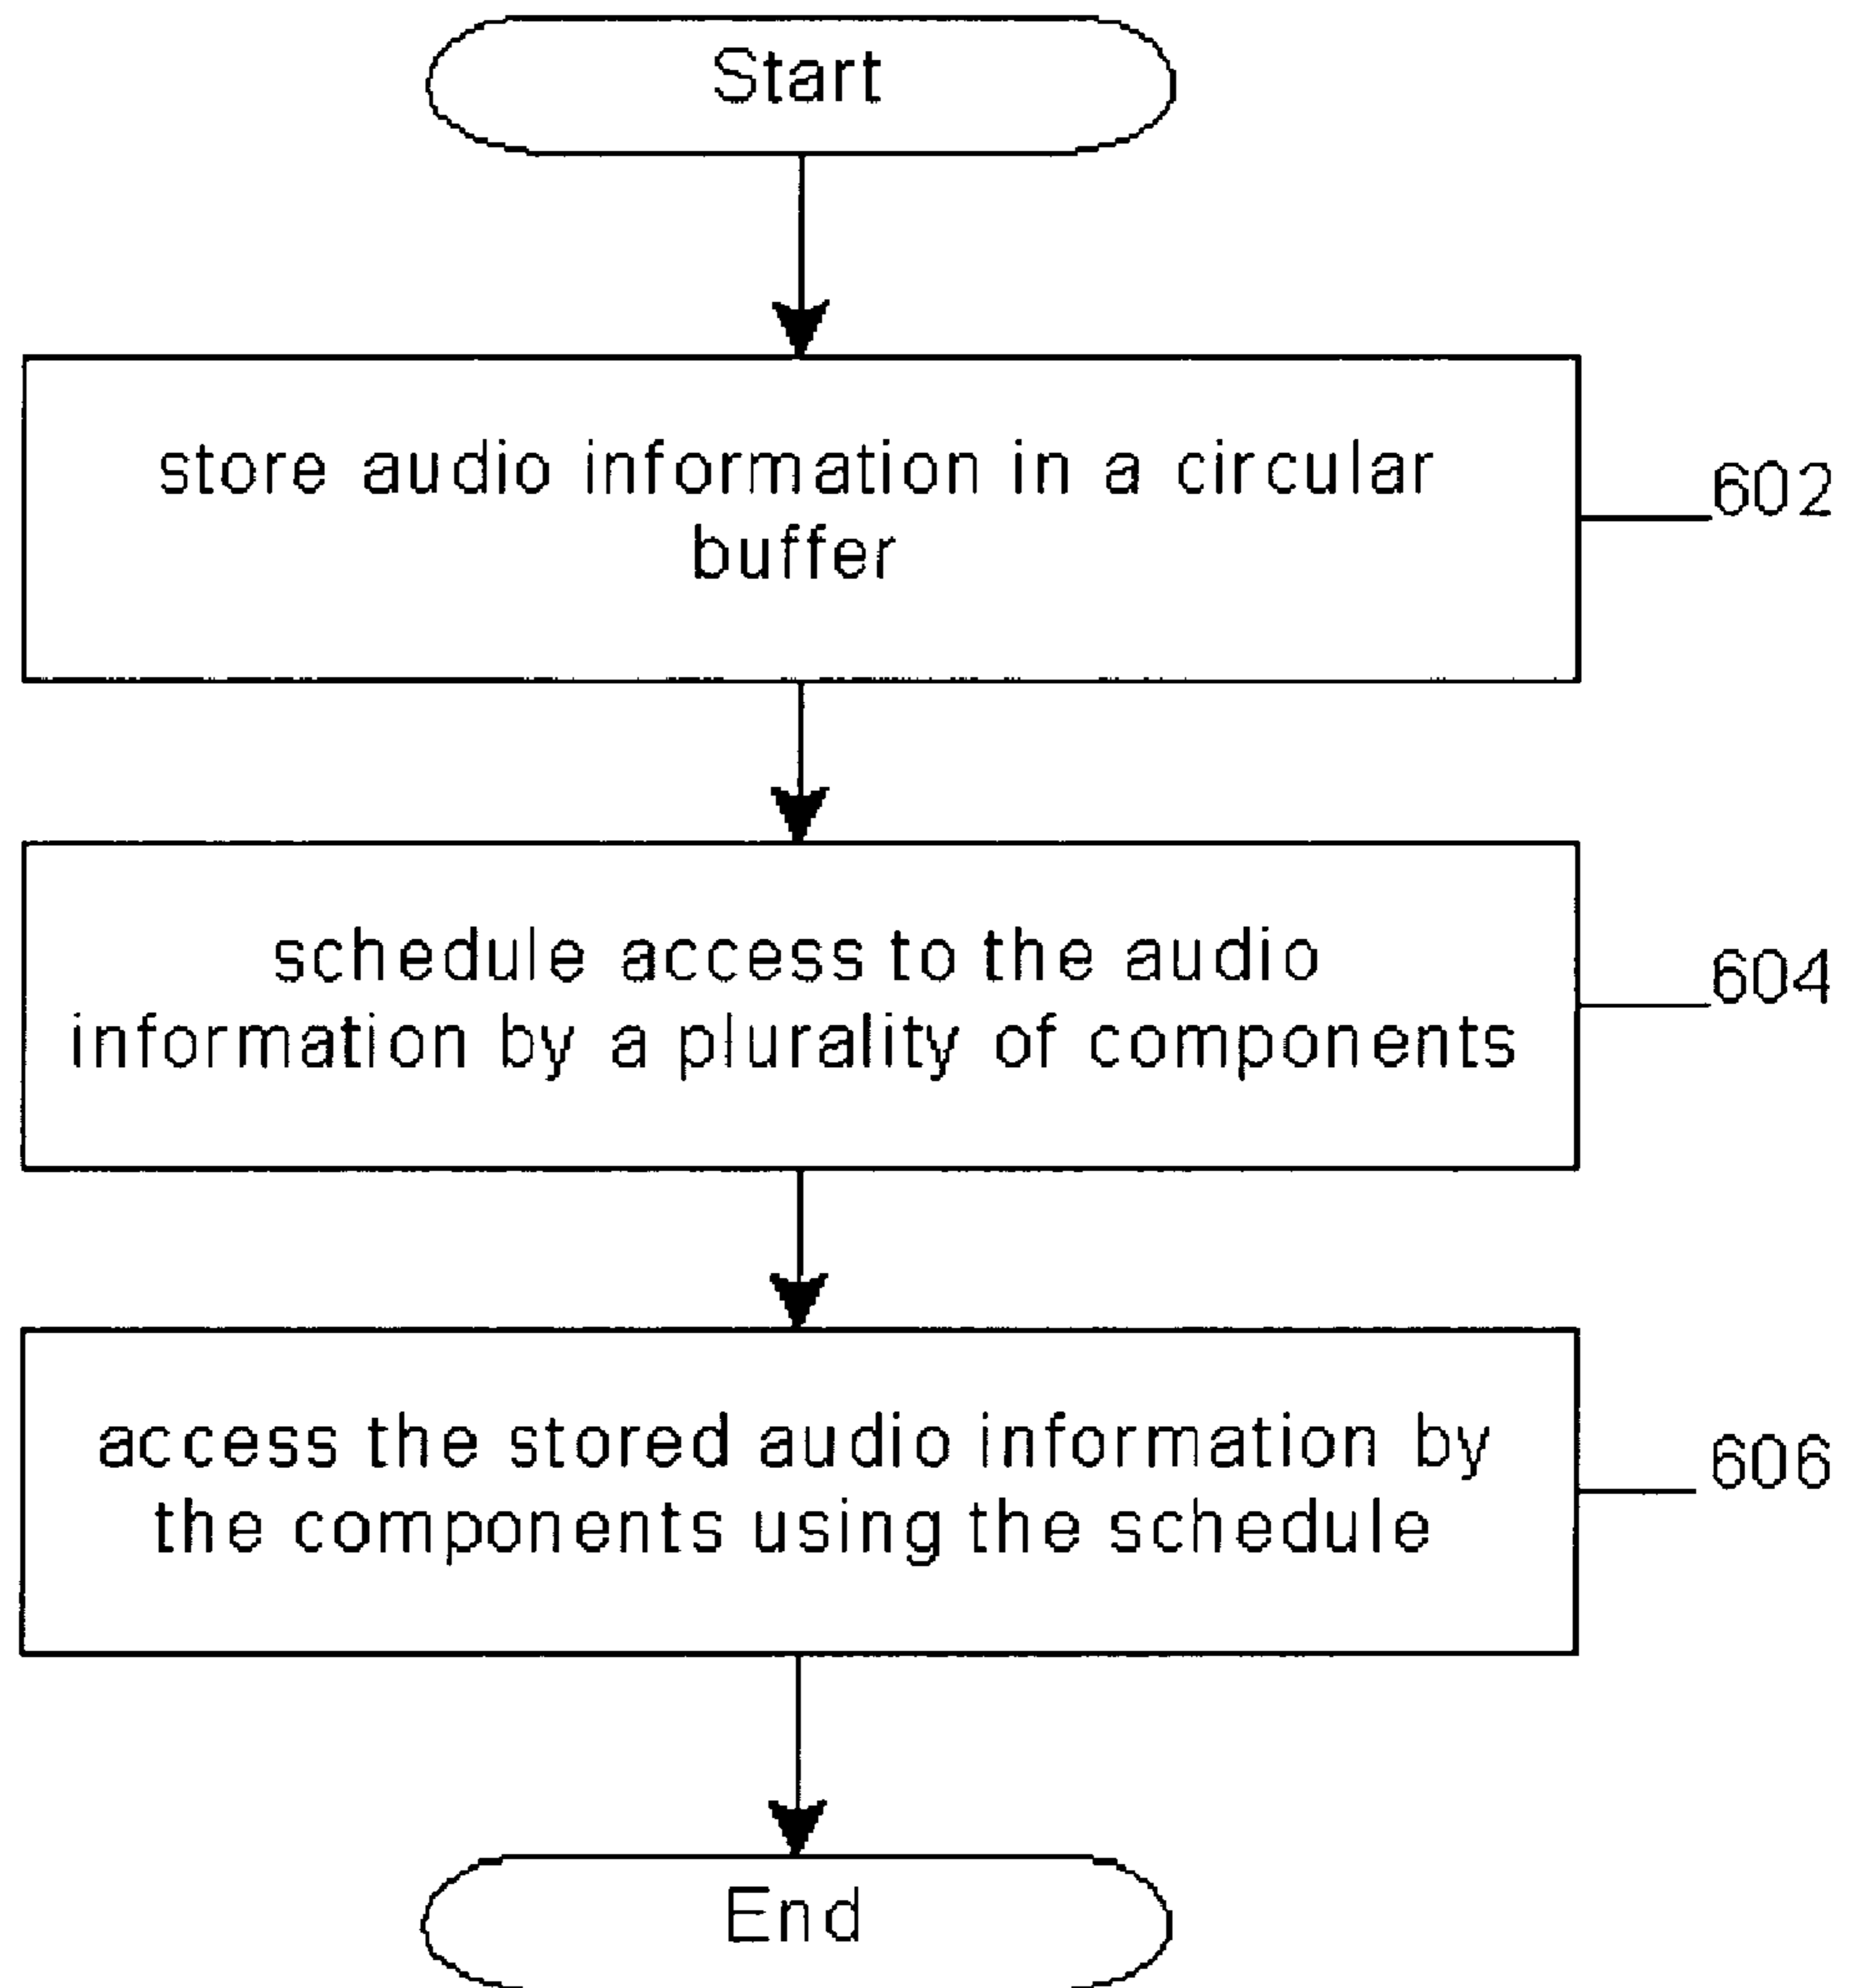 Start
store audio information in a circular
buffer
602
schedule access to the audio
information by a plurality of components
604
access the stored audio information by
the components using the schedule
606
End